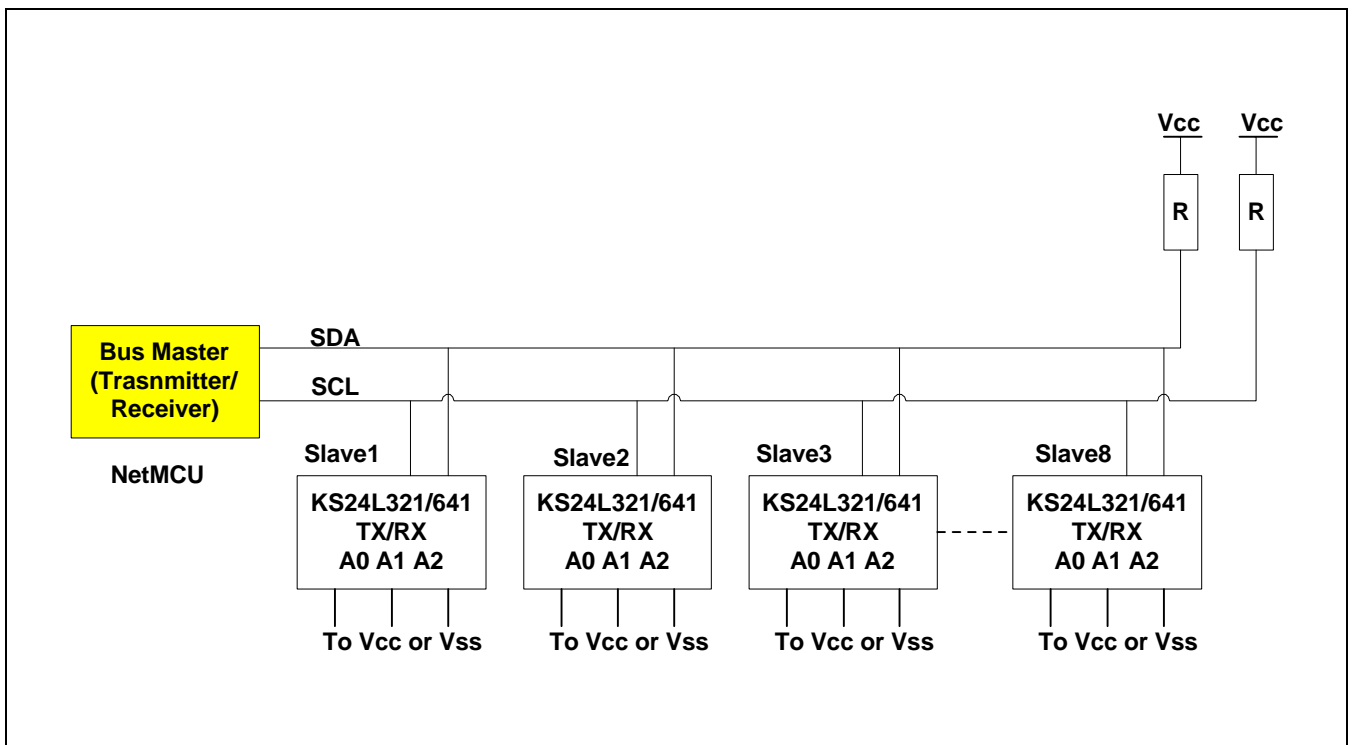 Vcc Vcc
R R
SDA
Bus Master
(Trasnmitter/
Receiver)
SCL
NetMCU
Slave1 Slave2 Slave3 Slave8
KS24L321/641 KS24L321/641 KS24L321/641 KS24L321/641
TX/RX TX/RX TX/RX TX/RX
A0 A1 A2 A0 A1 A2 A0 A1 A2 A0 A1 A2
To Vcc or Vss To Vcc or Vss To Vcc or Vss To Vcc or Vss